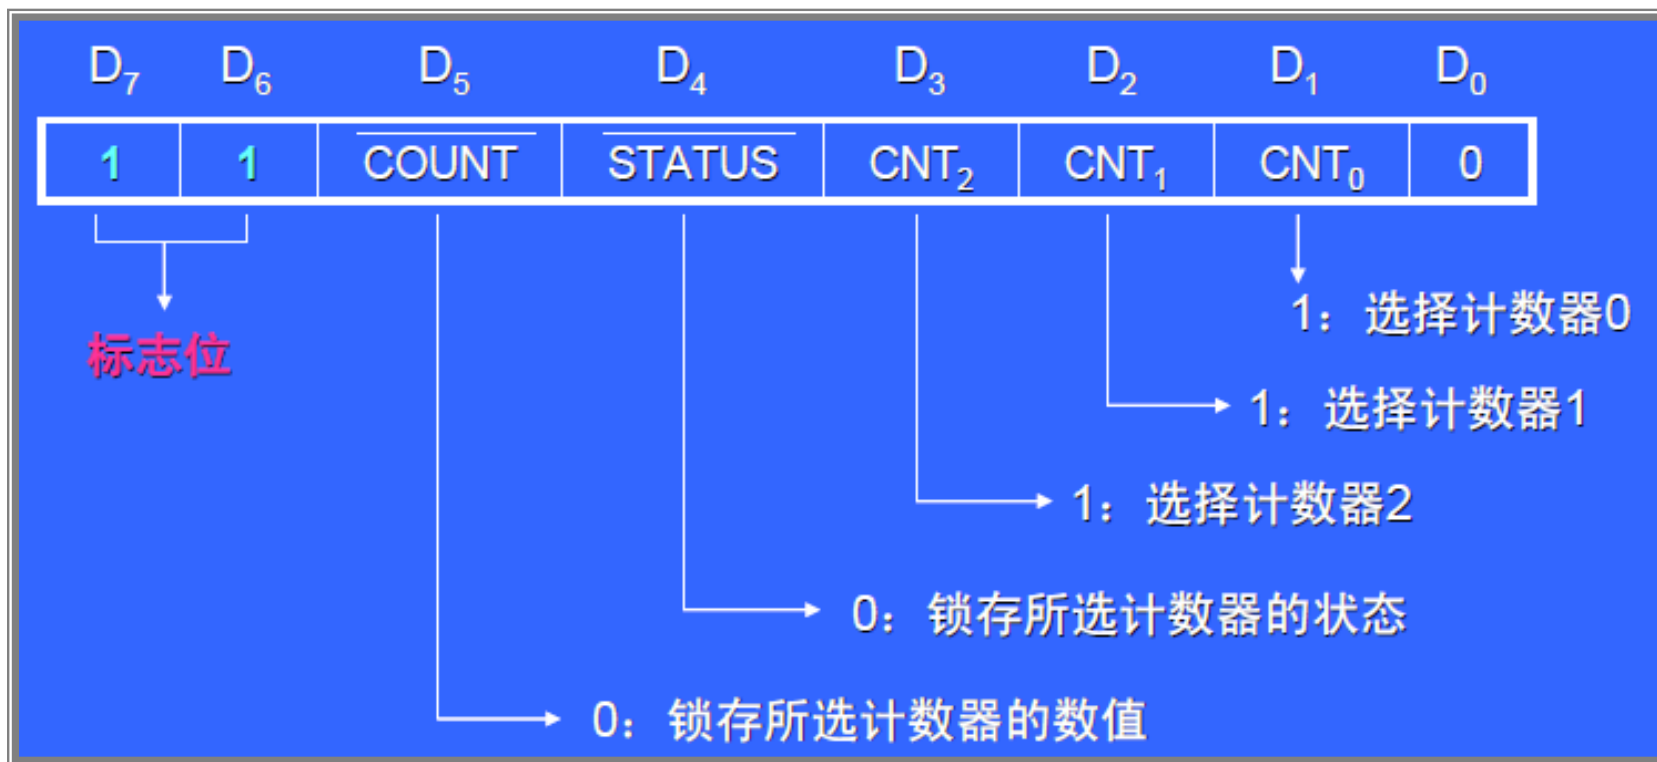 D₇ D₆ D₅ D₄ D₃ D₂ D₁ D₀
1 1 COUNT STATUS CNT₂ CNT₁ CNT₀ 0
1：选择计数器0
标志位
1：选择计数器1
1：选择计数器2
0：锁存所选计数器的状态
0：锁存所选计数器的数值